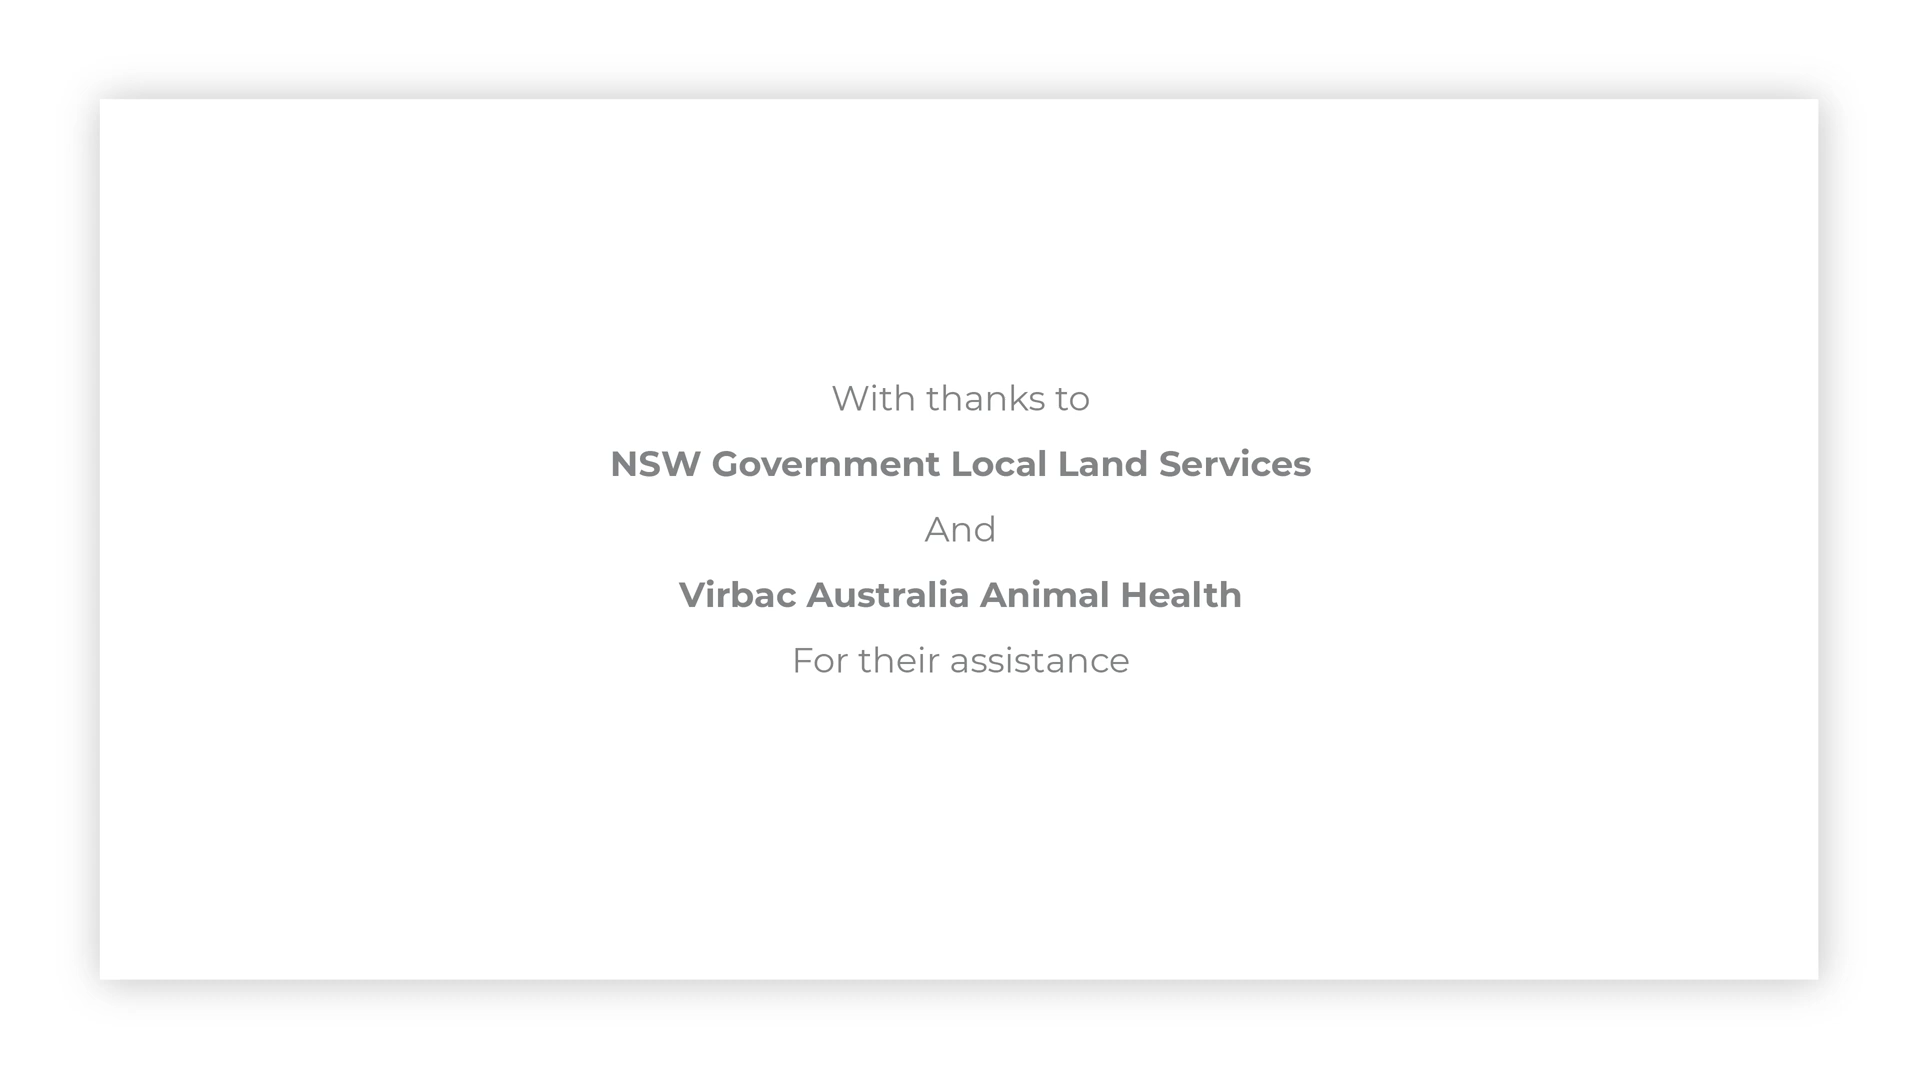 With thanks to
NSW Government Local Land Services
And
Virbac Australia Animal Health
For their assistance